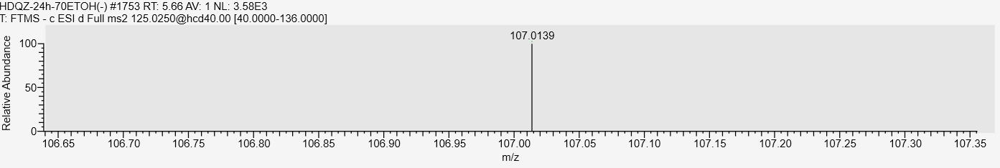 HDQZ-24h-70ETOH(-) #1753 RT: 5.66 AV: 1 NL: 3.58E3
T: FTMS - c ESI d Full ms2 125.0250@hcd40.00 [40.0000-136.0000]
107.0139
100
50
0
Relative Abundance
106.65 106.70 106.75 106.80 106.85 106.90 106.95 107.00 107.05 107.10 107.15 107.20 107.25 107.30 107.35
m/z